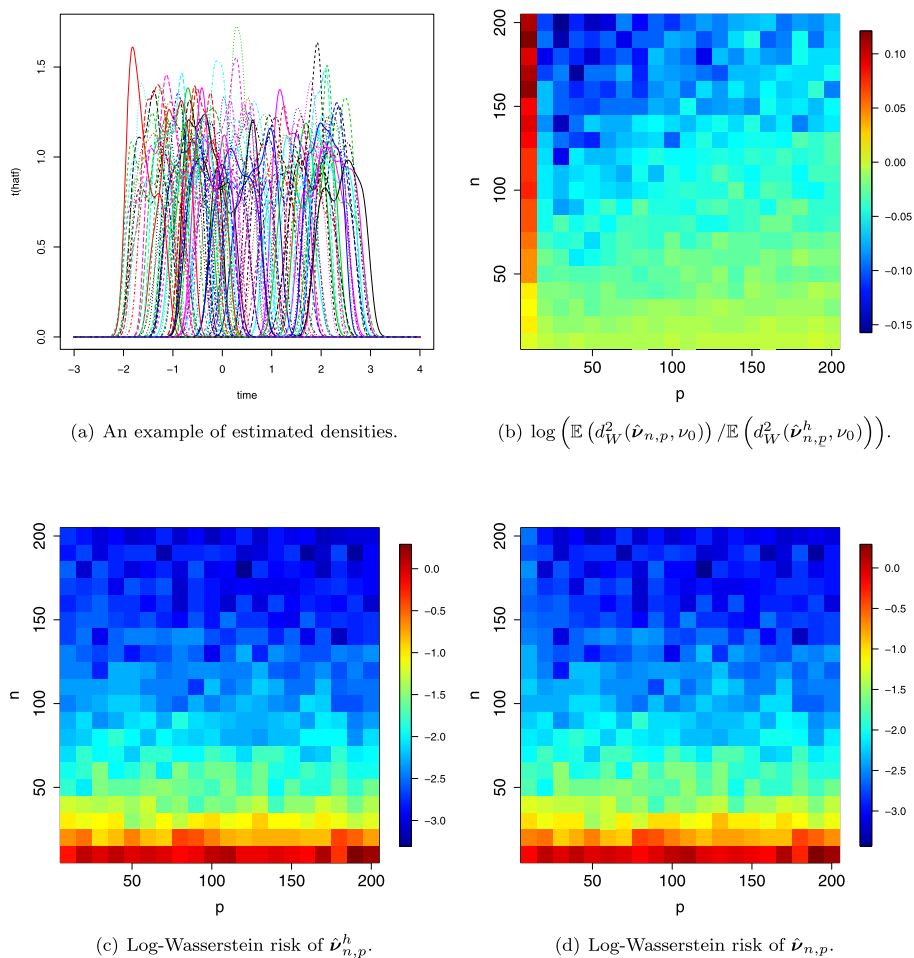 1.5
1.0
0.5
0.0
t(hatf)
−3 −2 −1 0 1 2 3 4
time
(a) An example of estimated densities.
200
150
100
50
n
50 100 150 200
p
0.10
0.05
0.00
−0.05
−0.10
−0.15
(b) log (𝔼 (d²_W(ν̂_{n,p}, ν_0)) /𝔼 (d²_W(ν̂^h_{n,p}, ν_0))).
200
150
100
50
n
50 100 150 200
p
0.0
−0.5
−1.0
−1.5
−2.0
−2.5
−3.0
(c) Log-Wasserstein risk of ν̂^h_{n,p}.
200
150
100
50
n
50 100 150 200
p
0.0
−0.5
−1.0
−1.5
−2.0
−2.5
−3.0
(d) Log-Wasserstein risk of ν̂_{n,p}.